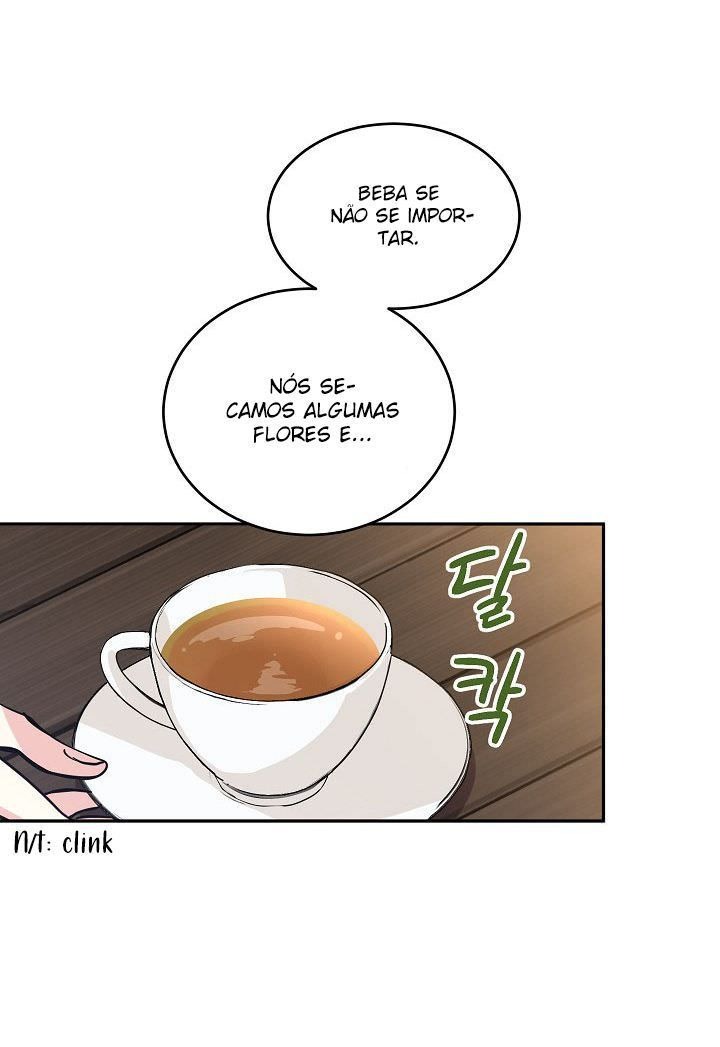 BEBA SE
NÃO SE IMPOR-
TAR.
NÓS SE-
CAMOS ALGUMAS
FLORES E...
달
칵
N/t: clink